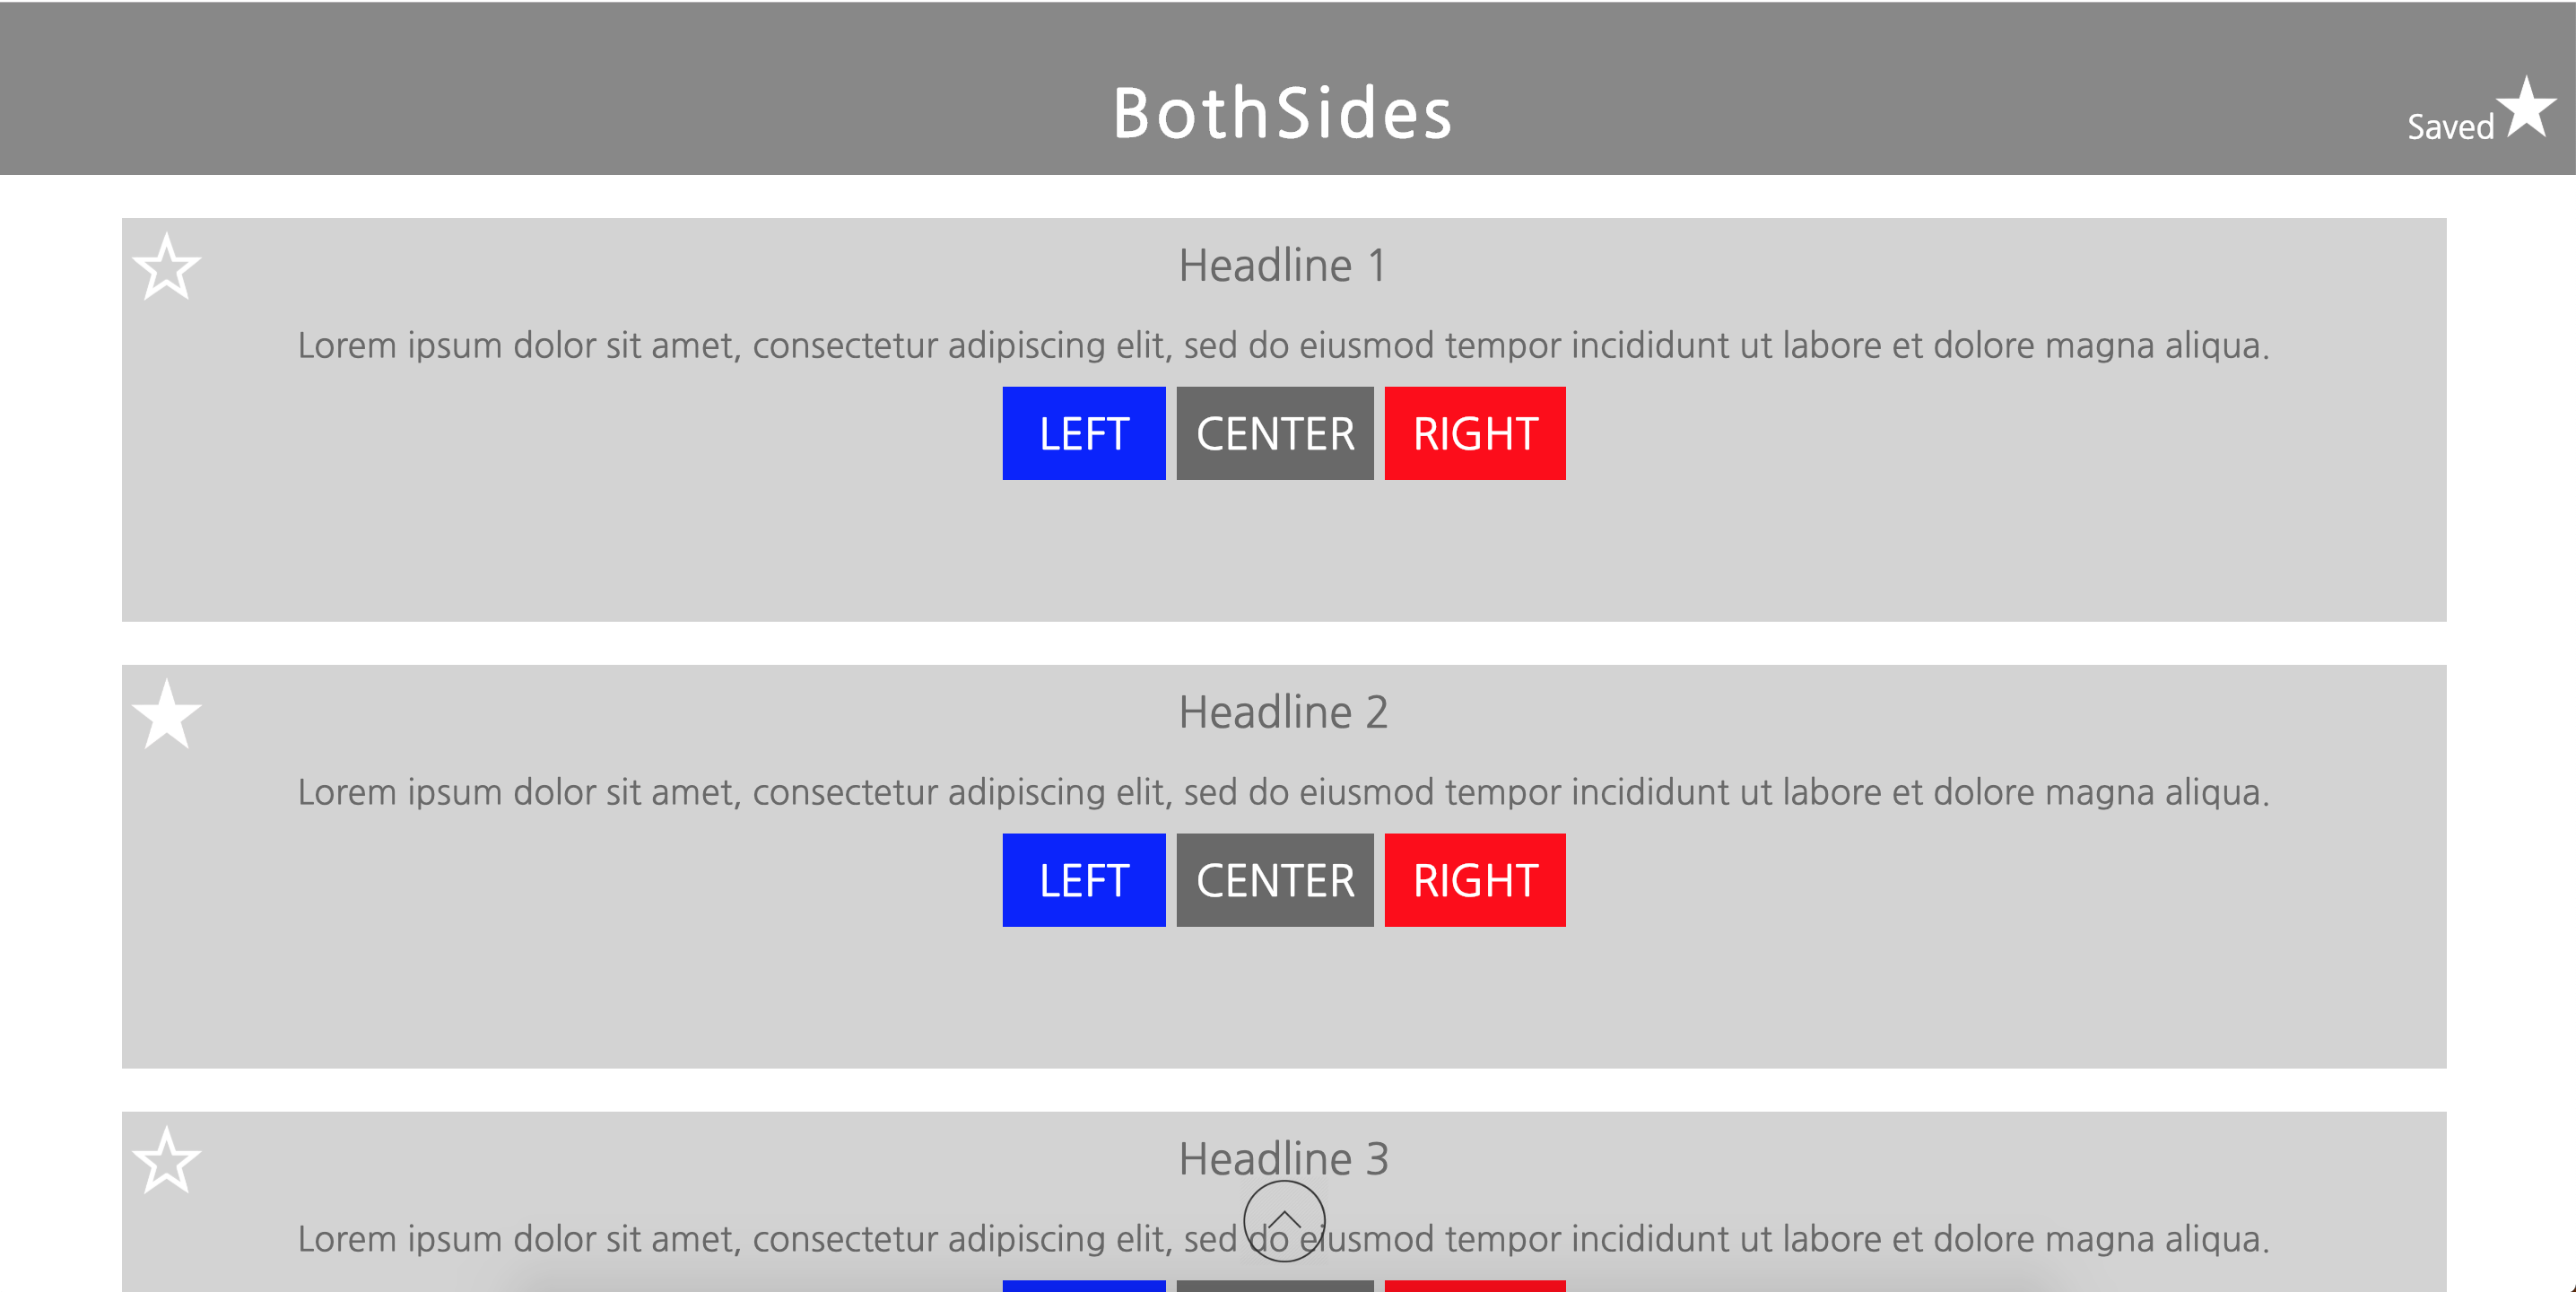 BothSides
Saved
Headline 1
Lorem ipsum dolor sit amet, consectetur adipiscing elit, sed do eiusmod tempor incididunt ut labore et dolore magna aliqua.
LEFT CENTER RIGHT
Headline 2
Lorem ipsum dolor sit amet, consectetur adipiscing elit, sed do eiusmod tempor incididunt ut labore et dolore magna aliqua.
LEFT CENTER RIGHT
Headline 3
Lorem ipsum dolor sit amet, consectetur adipiscing elit, sed do eiusmod tempor incididunt ut labore et dolore magna aliqua.